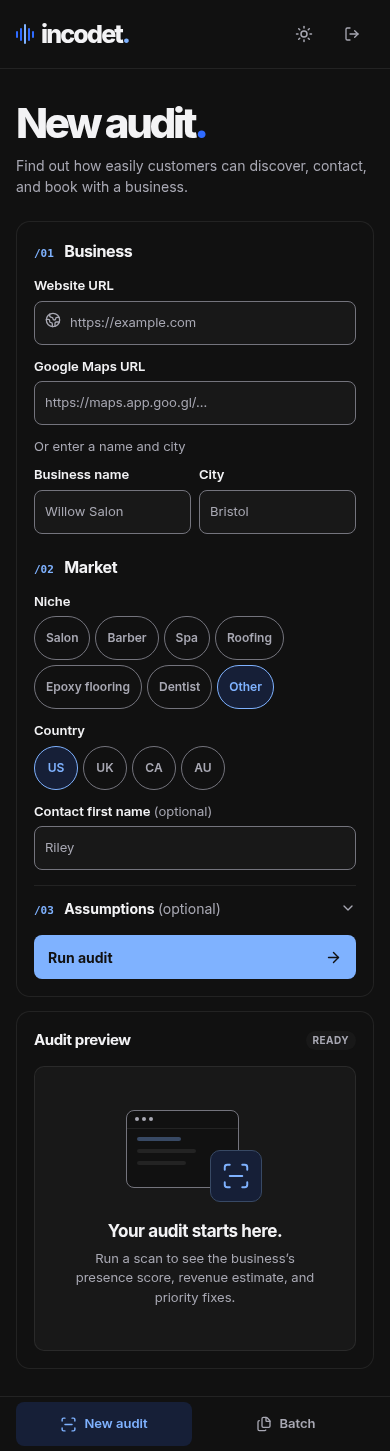 incodet.
New audit.
Find out how easily customers can discover, contact,
and book with a business.
/01 Business
Website URL
https://example.com
Google Maps URL
https://maps.app.goo.gl/...
Or enter a name and city
Business name City
Willow Salon Bristol
/02 Market
Niche
Salon Barber Spa Roofing
Epoxy flooring Dentist Other
Country
US UK CA AU
Contact first name (optional)
Riley
/03 Assumptions (optional)
Run audit
Audit preview READY
Your audit starts here.
Run a scan to see the business’s
presence score, revenue estimate, and
priority fixes.
New audit Batch